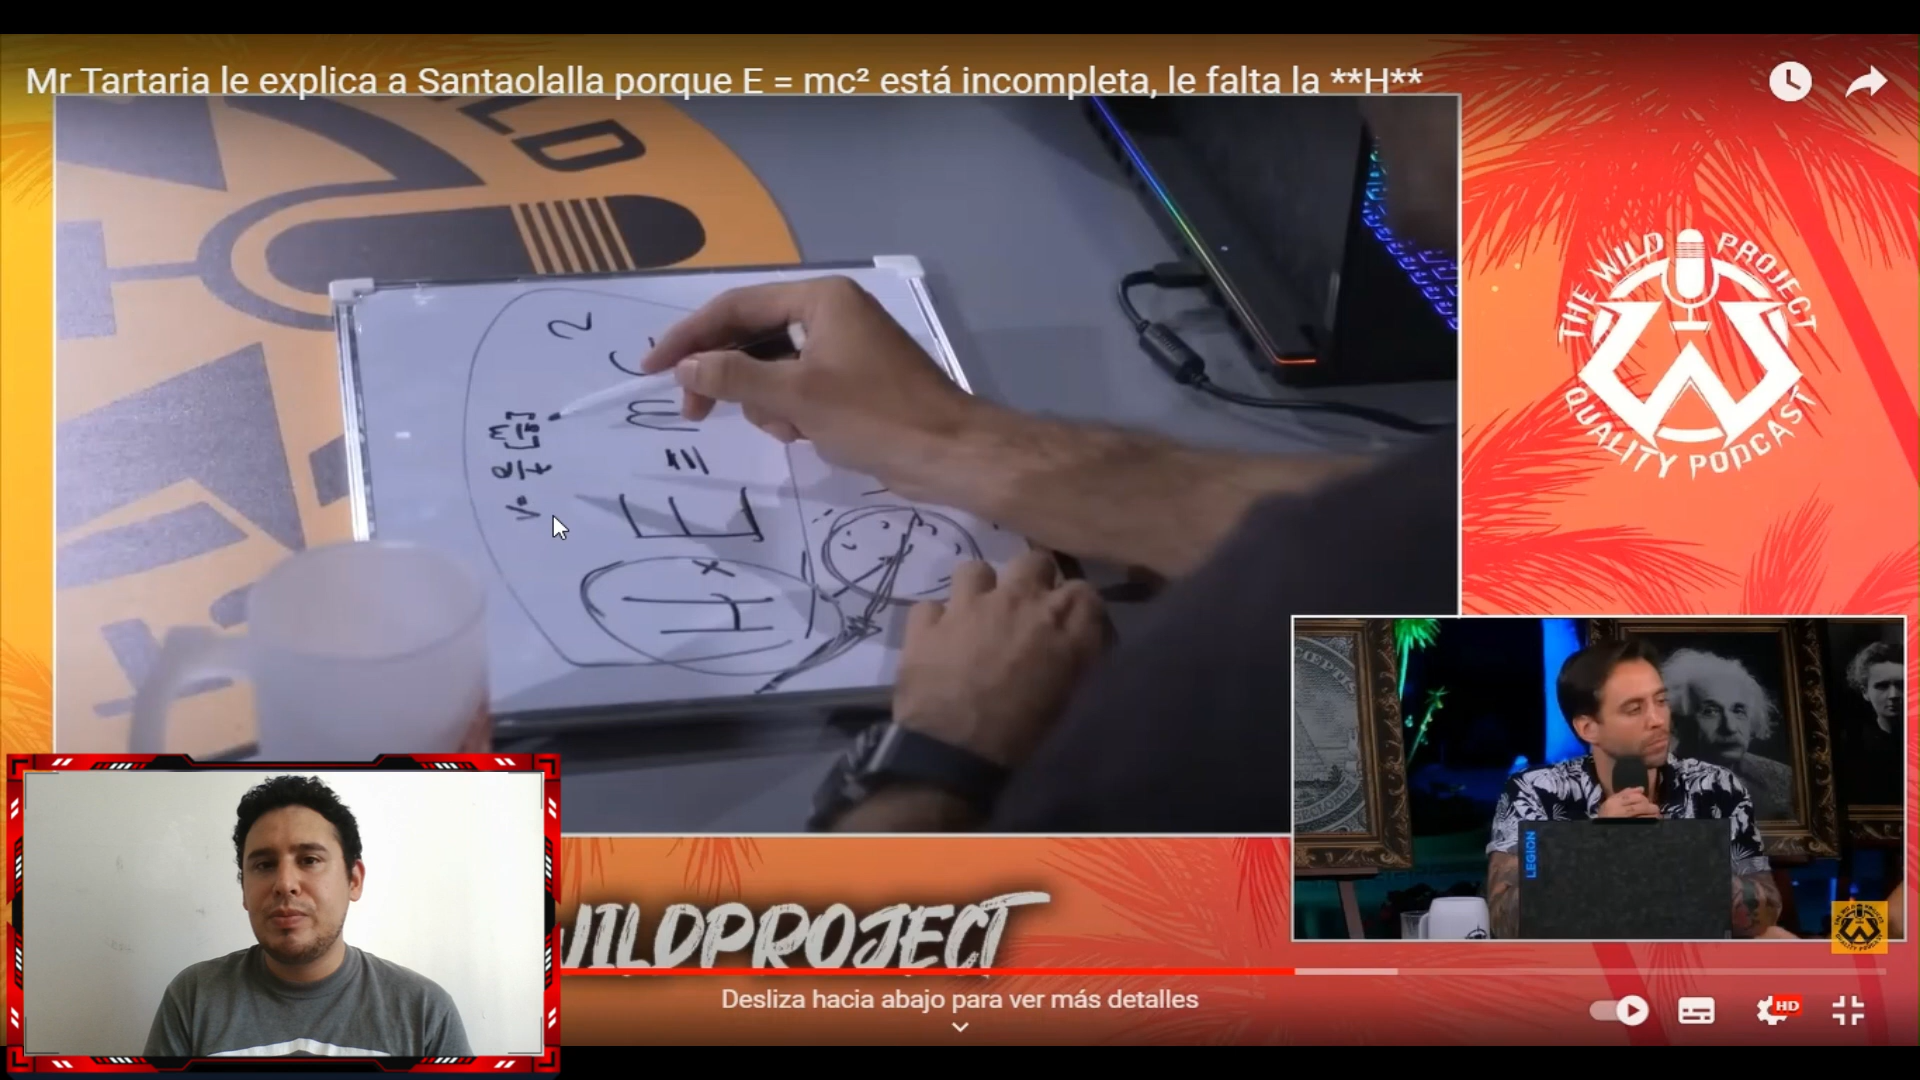 Mr Tartaria le explica a Santaolalla porque E = mc² está incompleta, le falta la **H**
LD
THE WILD PROJECT
QUALITY PODCAST
H + E = mc 2
v = e/t [m/s]
LEGION
WILDPROJECT
HD
Desliza hacia abajo para ver más detalles